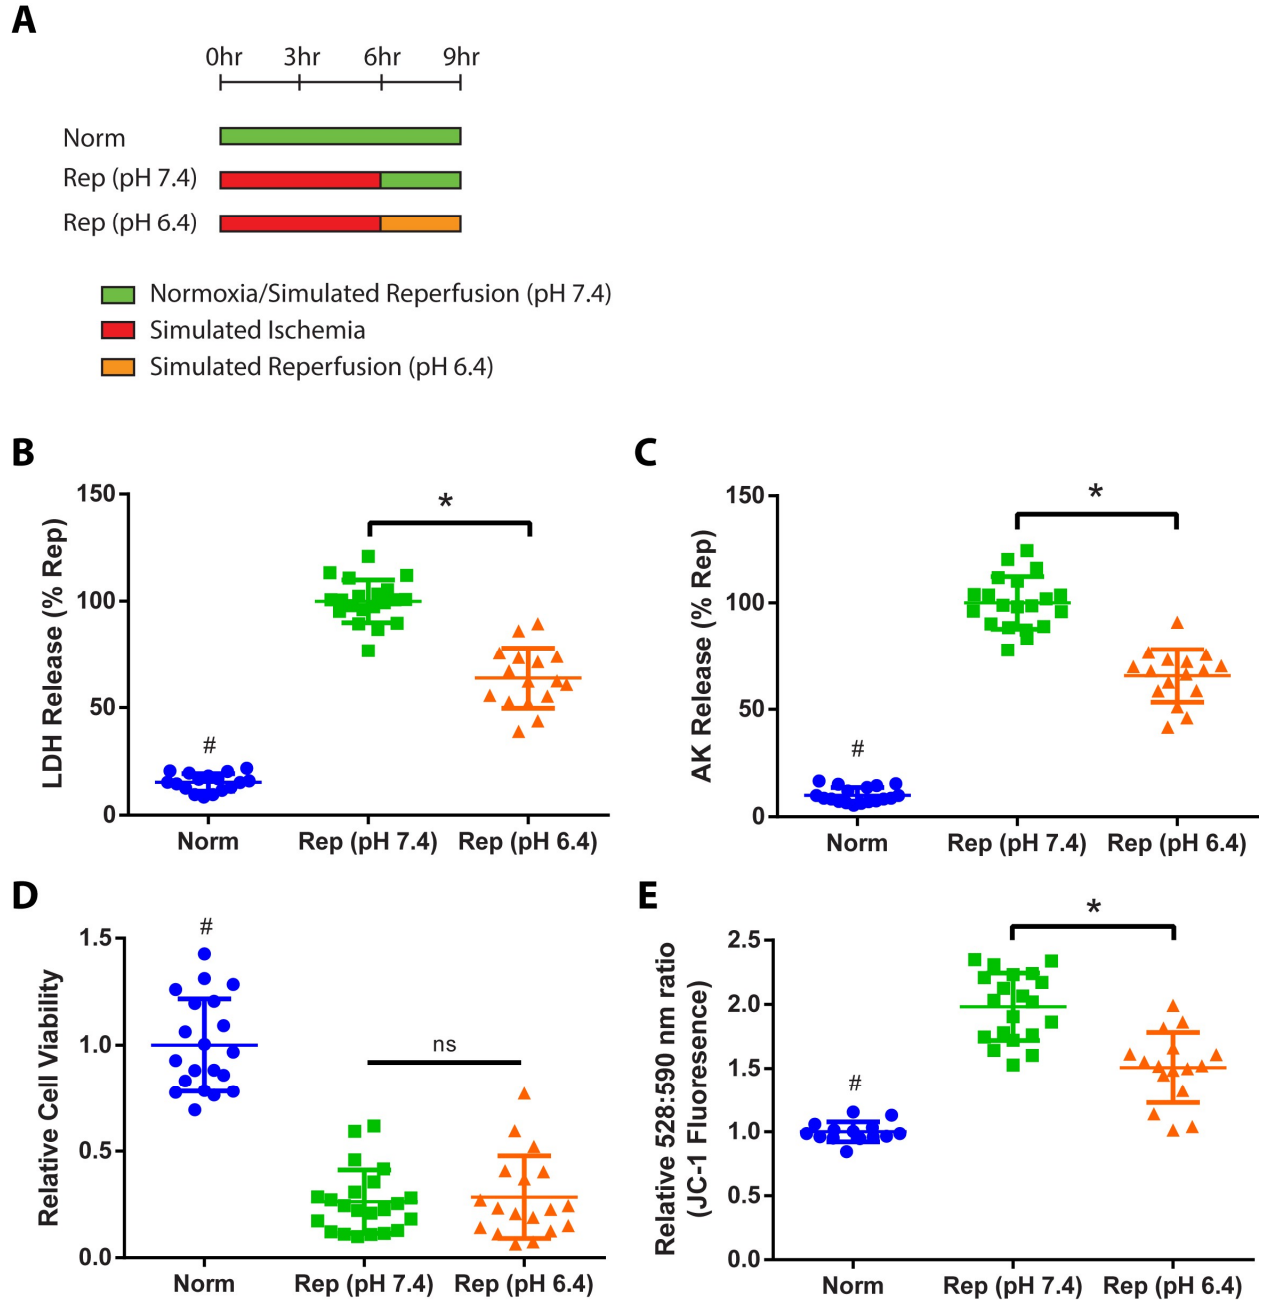 A
0hr 3hr 6hr 9hr
Norm
Rep (pH 7.4)
Rep (pH 6.4)
Normoxia/Simulated Reperfusion (pH 7.4)
Simulated Ischemia
Simulated Reperfusion (pH 6.4)
B
LDH Release (% Rep)
150
100
50
0
#
*
Norm Rep (pH 7.4) Rep (pH 6.4)
C
AK Release (% Rep)
150
100
50
0
#
*
Norm Rep (pH 7.4) Rep (pH 6.4)
D
Relative Cell Viability
1.5
1.0
0.5
0.0
#
ns
Norm Rep (pH 7.4) Rep (pH 6.4)
E
Relative 528:590 nm ratio
(JC-1 Fluoresence)
2.5
2.0
1.5
1.0
0.5
0.0
#
*
Norm Rep (pH 7.4) Rep (pH 6.4)